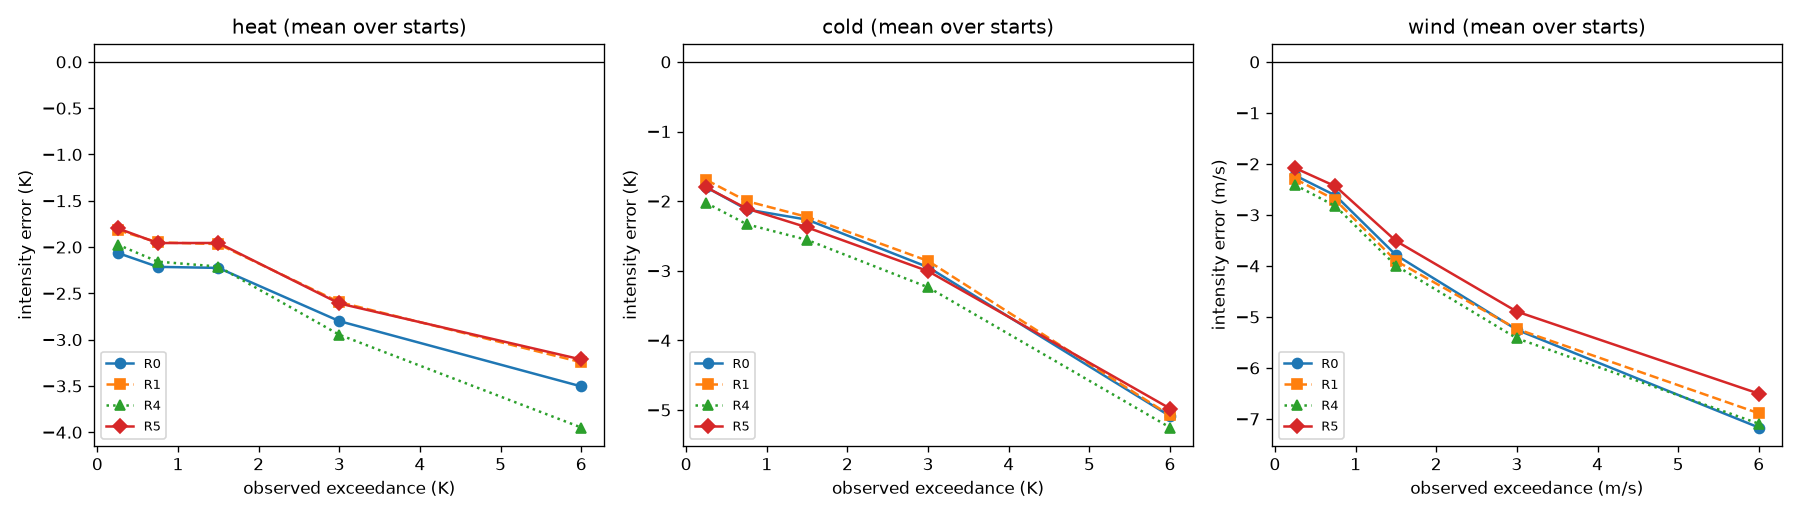 heat (mean over starts)
0.0
−0.5
−1.0
−1.5
−2.0
−2.5
−3.0
−3.5
−4.0
intensity error (K)
R0
R1
R4
R5
0 1 2 3 4 5 6
observed exceedance (K)
cold (mean over starts)
0
−1
−2
−3
−4
−5
intensity error (K)
R0
R1
R4
R5
0 1 2 3 4 5 6
observed exceedance (K)
wind (mean over starts)
0
−1
−2
−3
−4
−5
−6
−7
intensity error (m/s)
R0
R1
R4
R5
0 1 2 3 4 5 6
observed exceedance (m/s)